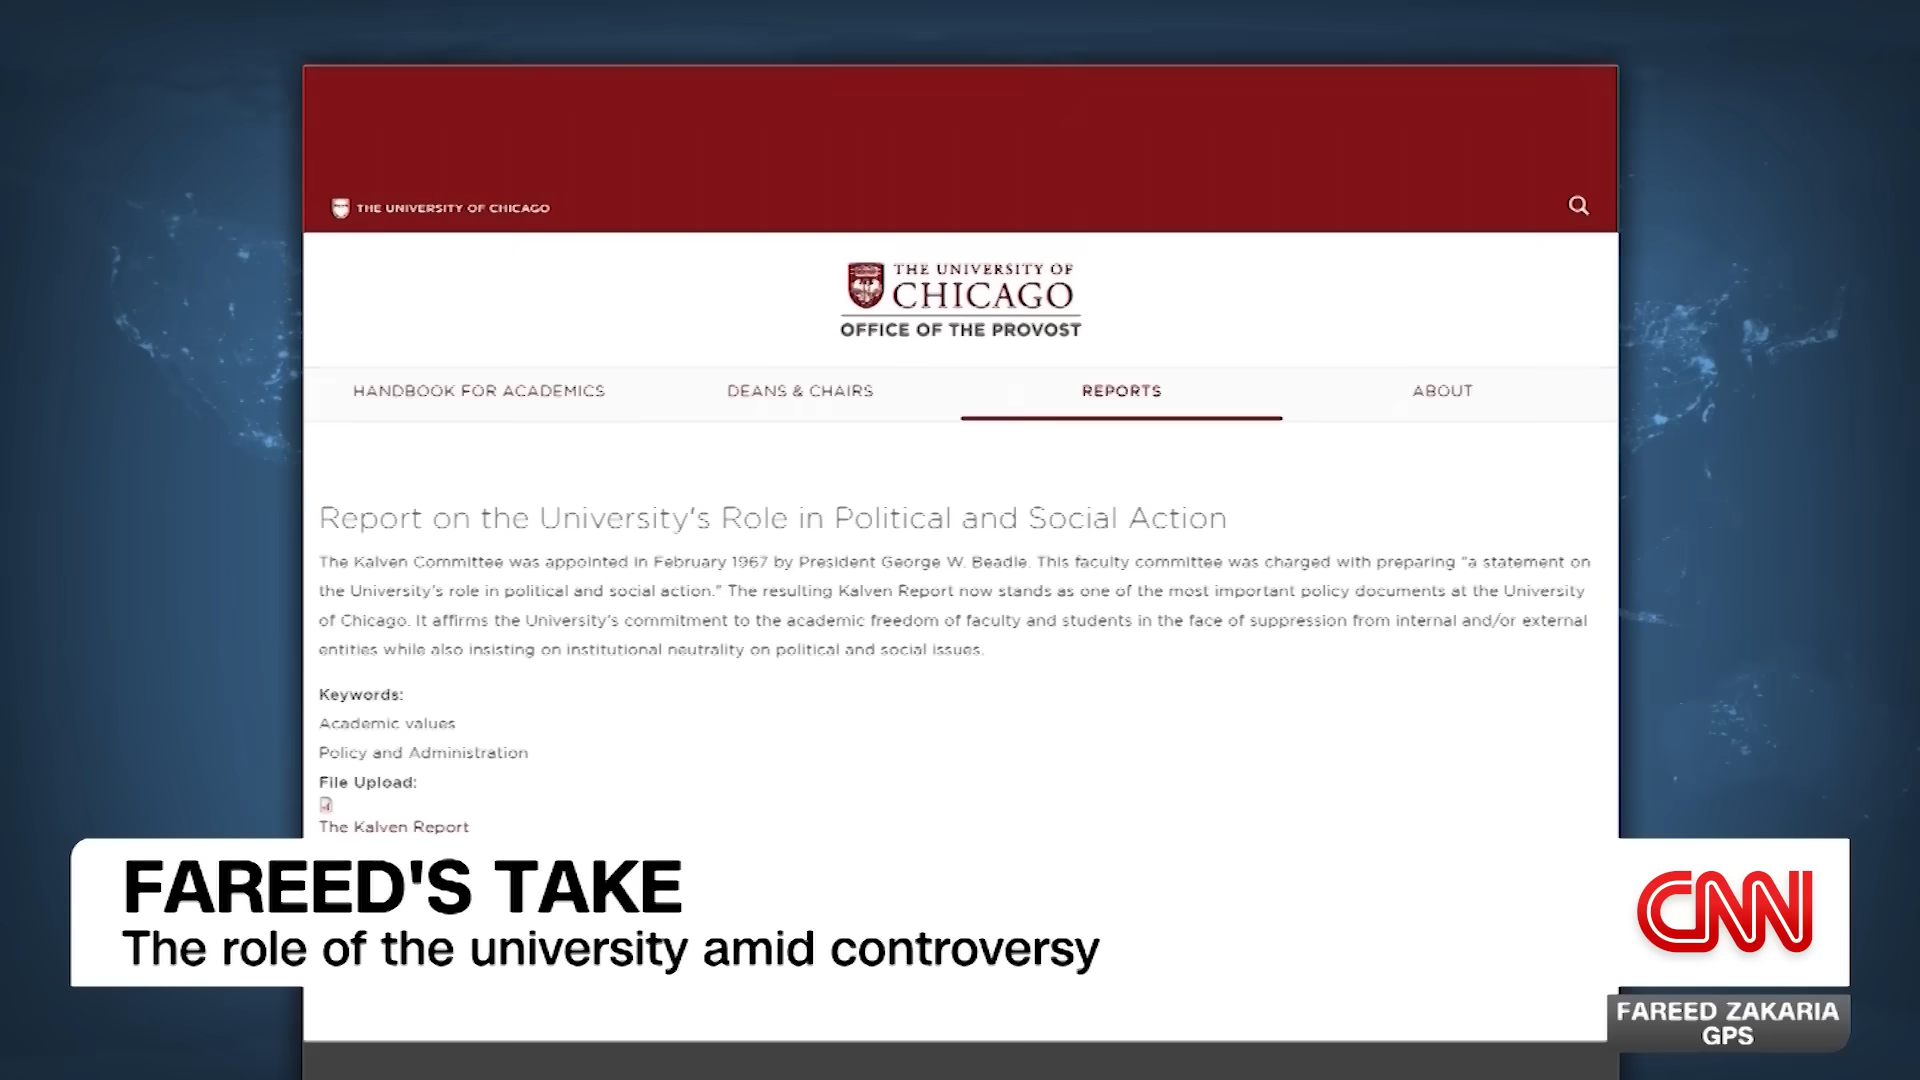 THE UNIVERSITY OF CHICAGO
THE UNIVERSITY OF
CHICAGO
OFFICE OF THE PROVOST
HANDBOOK FOR ACADEMICS DEANS & CHAIRS REPORTS ABOUT
Report on the University's Role in Political and Social Action
The Kalven Committee was appointed in February 1967 by President George W. Beadle. This faculty committee was charged with preparing "a statement on
the University's role in political and social action." The resulting Kalven Report now stands as one of the most important policy documents at the University
of Chicago. It affirms the University's commitment to the academic freedom of faculty and students in the face of suppression from internal and/or external
entities while also insisting on institutional neutrality on political and social issues.
Keywords:
Academic values
Policy and Administration
File Upload:
The Kalven Report
FAREED'S TAKE
The role of the university amid controversy
CNN
FAREED ZAKARIA
GPS